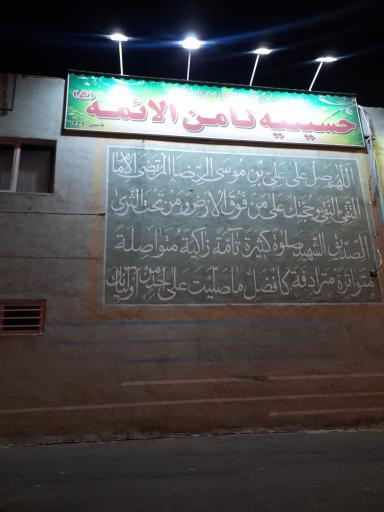 حسینیه ثامن الائمه (ع)
تاسیس ۱۳۶۹
اللهم صل علی علی بن موسی الرضا المرتضی الامام
التقی النقی و حجتک علی من فوق الارض و من تحت الثری
الصدیق الشهید صلوة کثیرة تامة زاکیة متواصلة
متواترة مترادفة کافضل ما صلیت علی احد من اولیائک